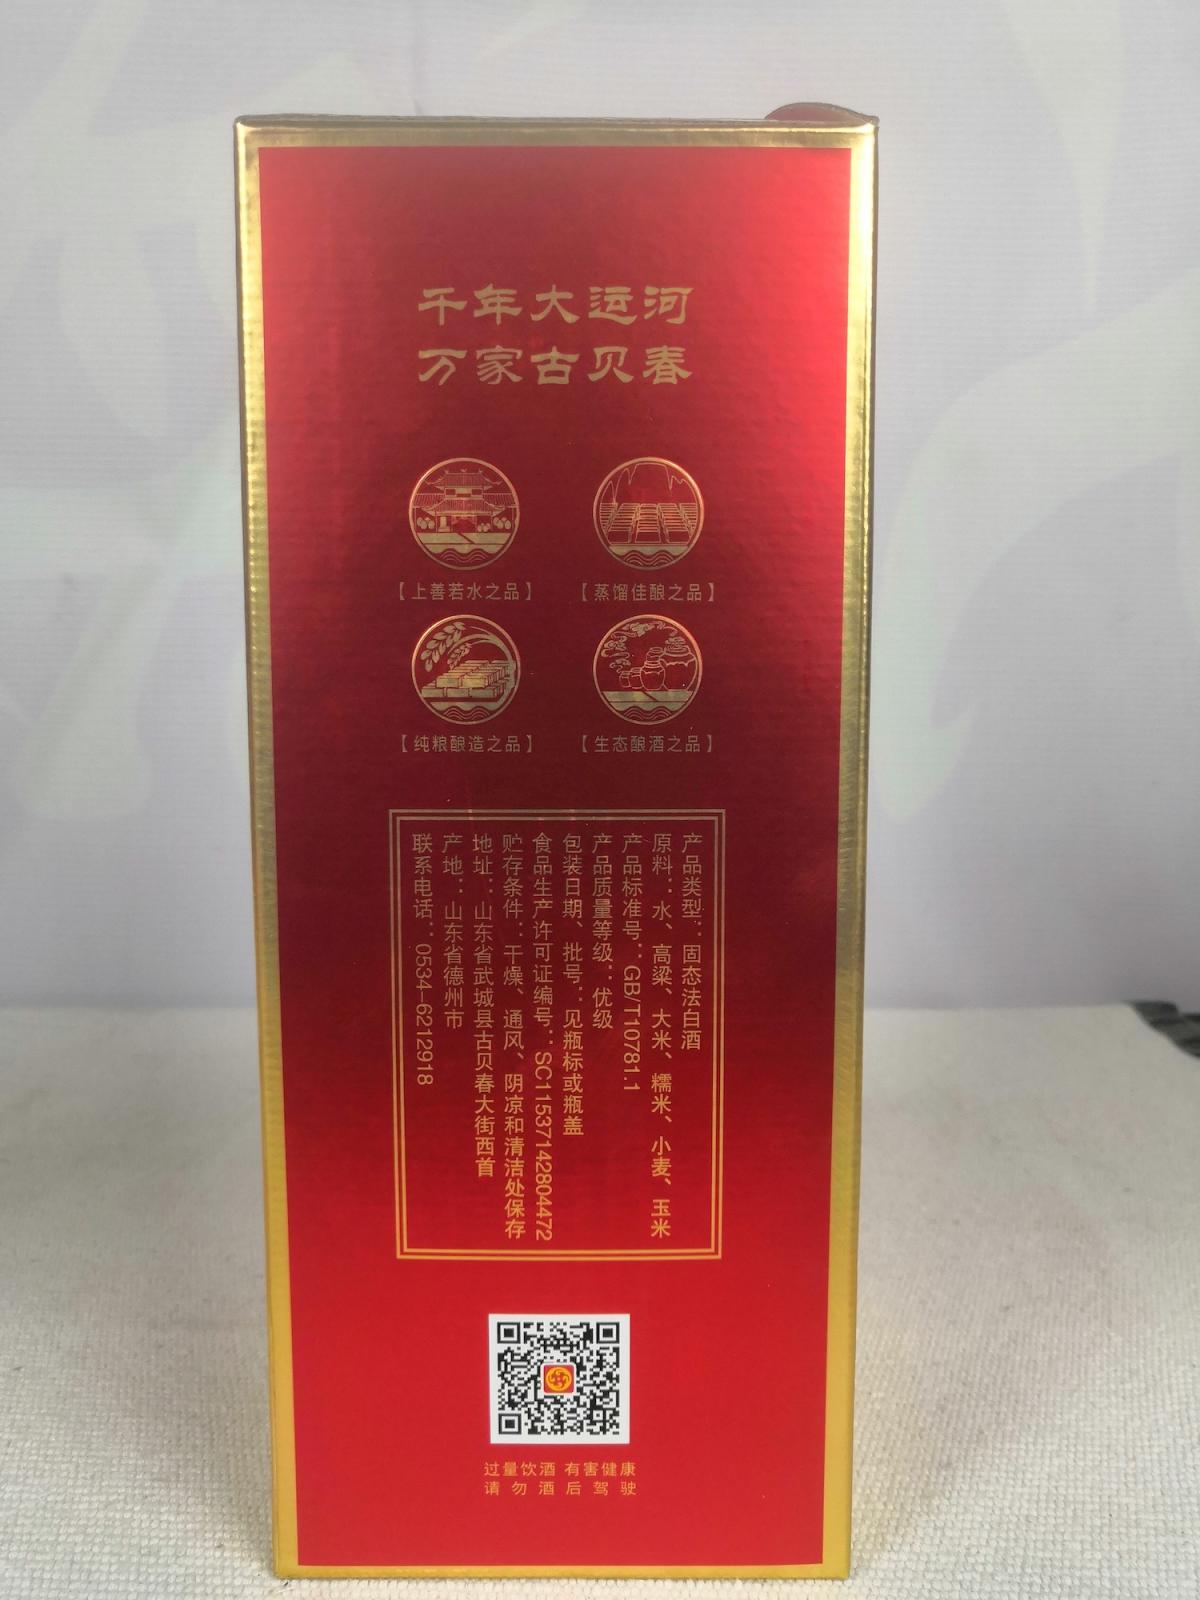 千年大运河
万家古贝春
【上善若水之品】
【蒸馏佳酿之品】
【纯粮酿造之品】
【生态酿酒之品】
产品类型：固态法白酒
原料：水、高粱、大米、糯米、小麦、玉米
产品标准号：GB/T10781.1
产品质量等级：优级
包装日期、批号：见瓶标或瓶盖
食品生产许可证编号：SC11537142804472
贮存条件：干燥、通风、阴凉和清洁处保存
地址：山东省武城县古贝春大街西首
产地：山东省德州市
联系电话：0534-6212918
过量饮酒 有害健康
请勿酒后驾驶